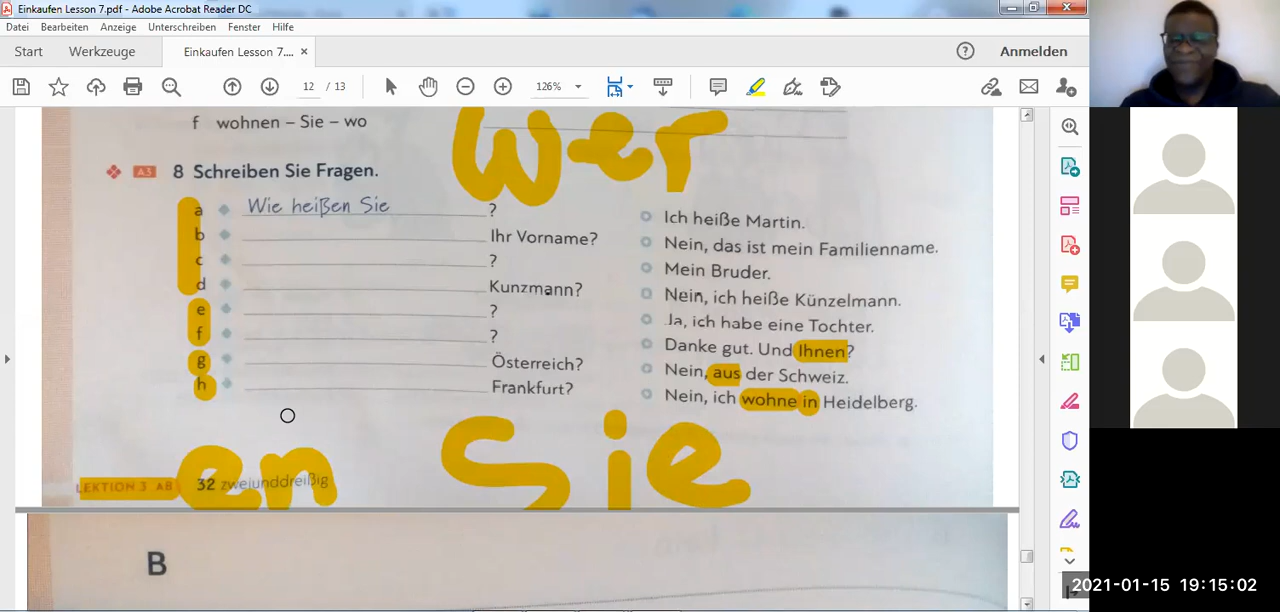 Einkaufen Lesson 7.pdf - Adobe Acrobat Reader DC
Datei Bearbeiten Anzeige Unterschreiben Fenster Hilfe
Start Werkzeuge Einkaufen Lesson 7.... × Anmelden
12 / 13 126%
f wohnen – Sie – wo
wer
A3 8 Schreiben Sie Fragen.
a Wie heißen Sie ? Ich heiße Martin.
b Ihr Vorname? Nein, das ist mein Familienname.
c ? Mein Bruder.
d Kunzmann? Nein, ich heiße Künzelmann.
e ? Ja, ich habe eine Tochter.
f ? Danke gut. Und Ihnen?
g Österreich? Nein, aus der Schweiz.
h Frankfurt? Nein, ich wohne in Heidelberg.
en Sie
LEKTION 3 AB 32 zweiunddreißig
B
2021-01-15 19:15:02